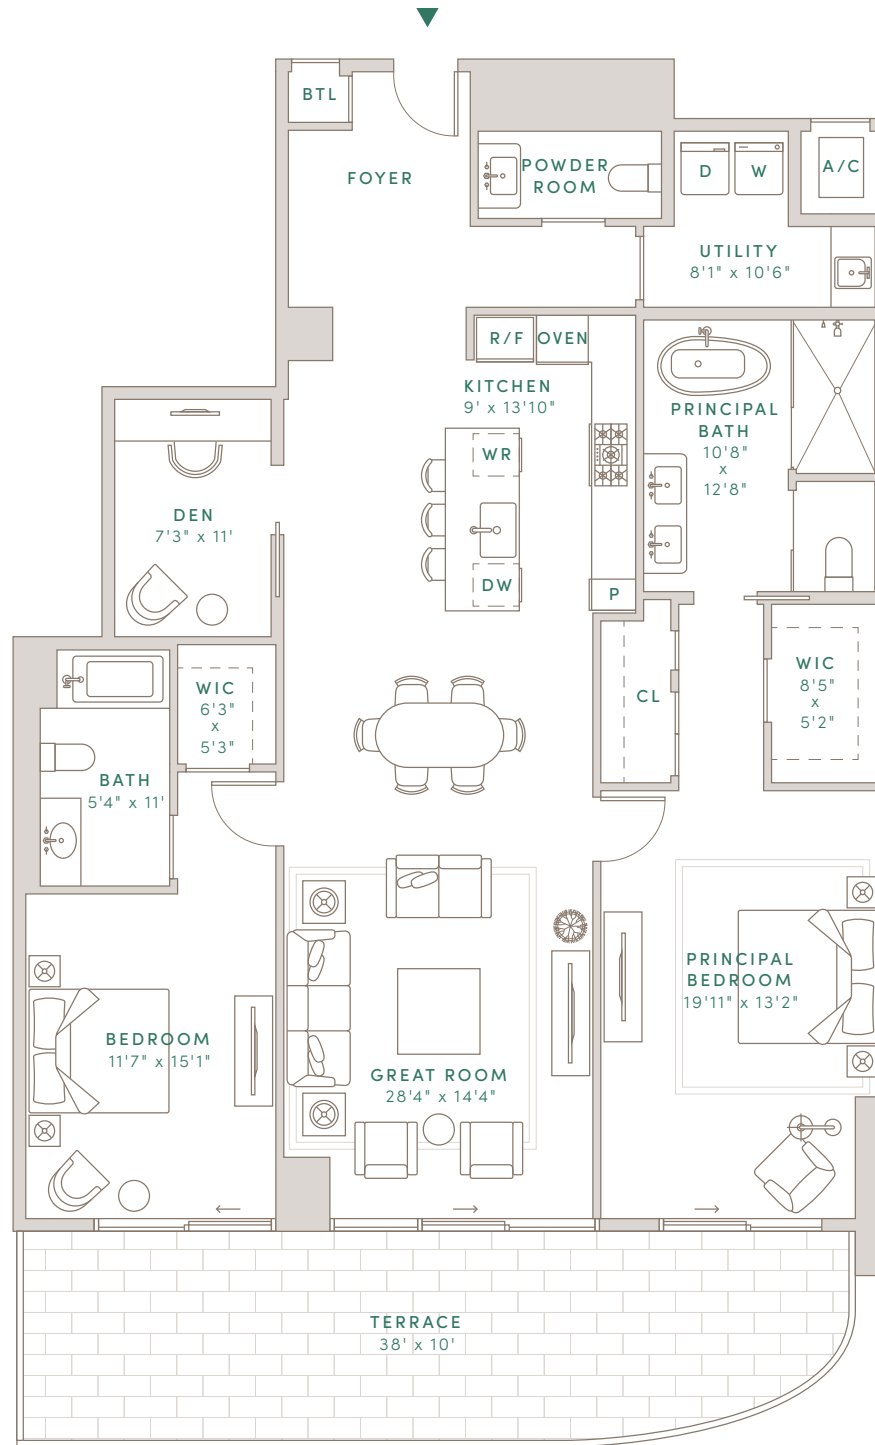 BTL
FOYER
POWDER
ROOM
D
W
A/C
UTILITY
8'1" x 10'6"
R/F
OVEN
KITCHEN
9' x 13'10"
PRINCIPAL
BATH
10'8"
x
12'8"
WR
DEN
7'3" x 11'
DW
P
WIC
6'3"
x
5'3"
CL
WIC
8'5"
x
5'2"
BATH
5'4" x 11'
PRINCIPAL
BEDROOM
19'11" x 13'2"
BEDROOM
11'7" x 15'1"
GREAT ROOM
28'4" x 14'4"
TERRACE
38' x 10'